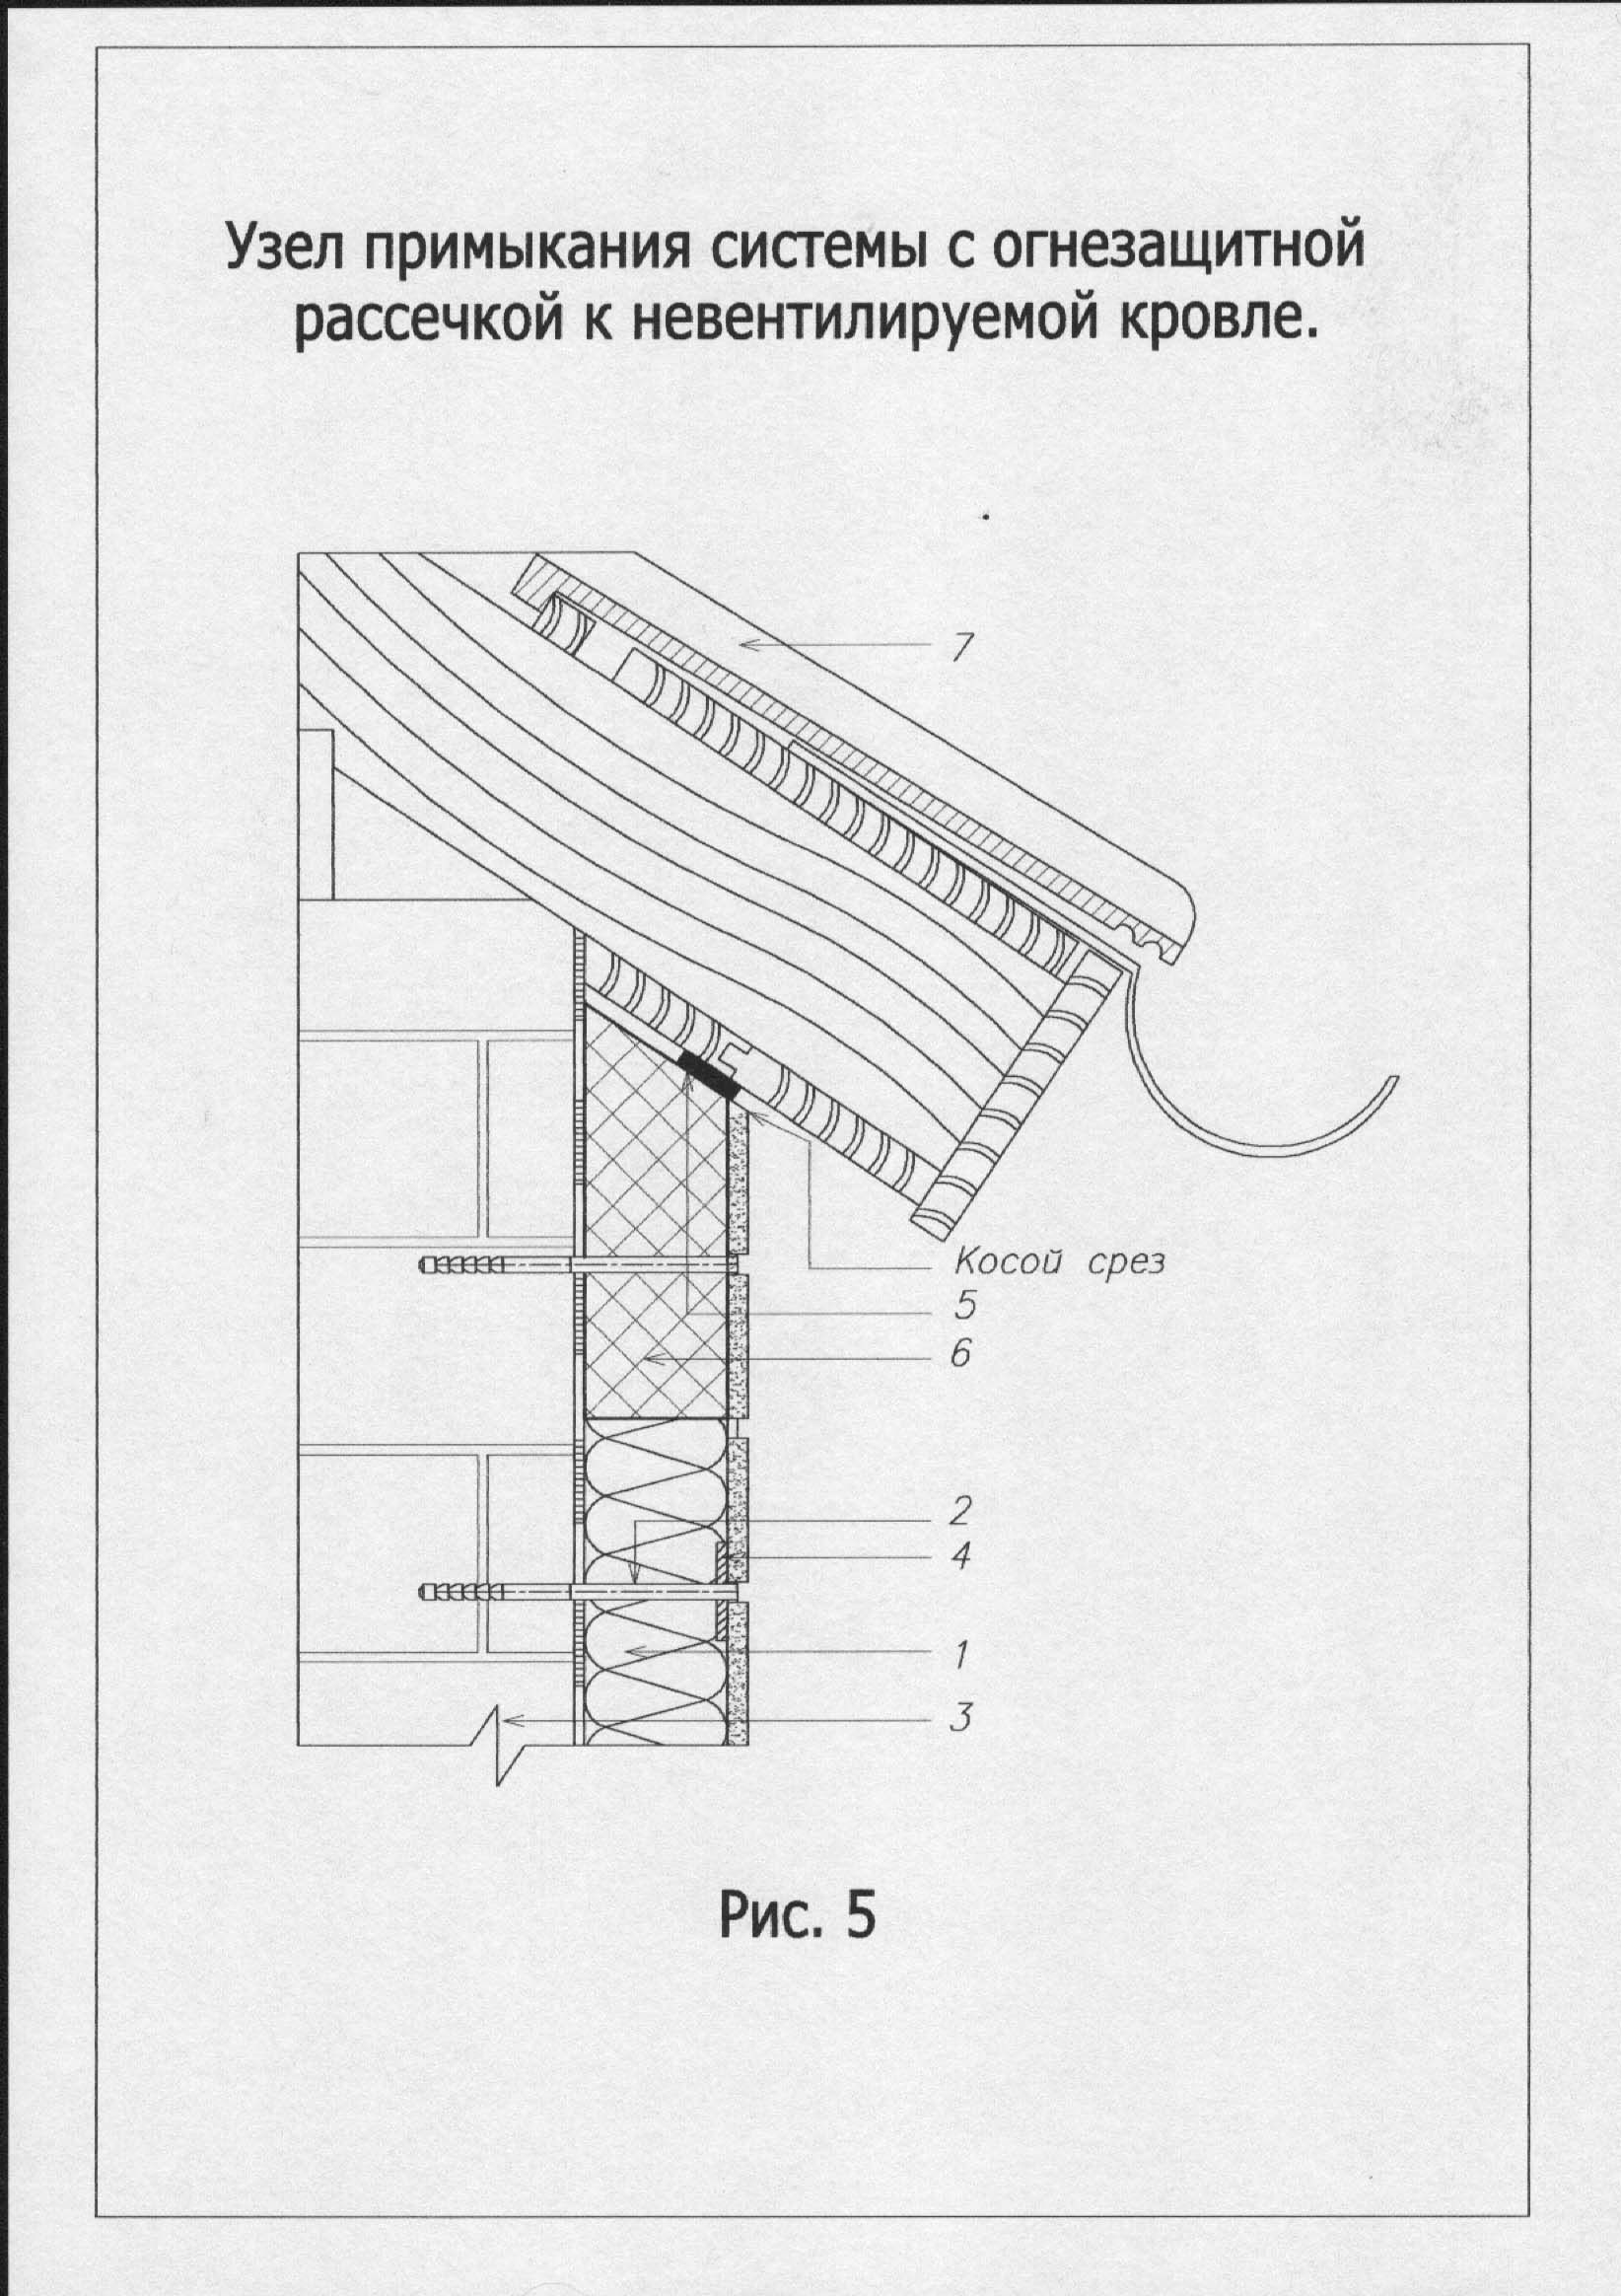 Узел примыкания системы с огнезащитной
рассечкой к невентилируемой кровле.
7
Косой срез
5
6
2
4
1
3
Рис. 5